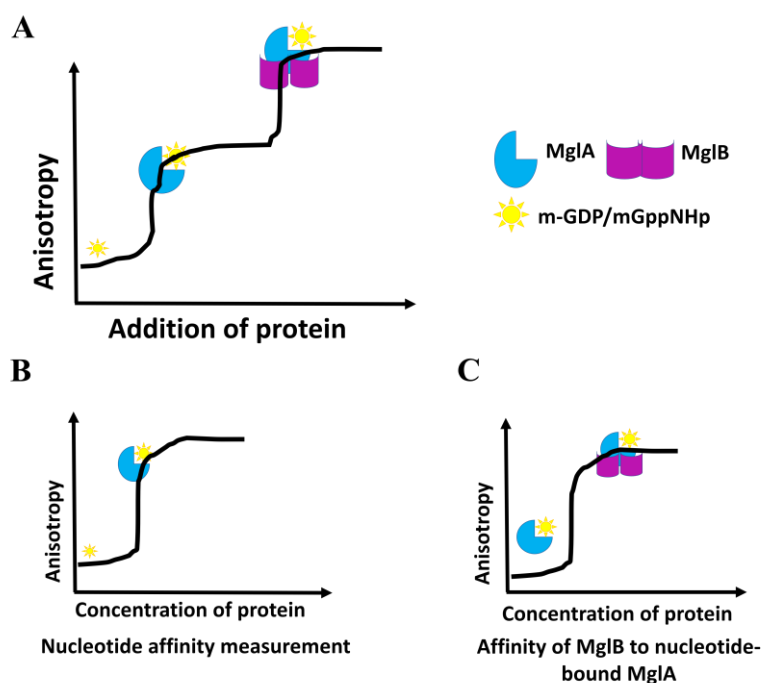 A
Anisotropy
Addition of protein
MglA
MglB
m-GDP/mGppNHp
B
Anisotropy
Concentration of protein
Nucleotide affinity measurement
C
Anisotropy
Concentration of protein
Affinity of MglB to nucleotide-
bound MglA